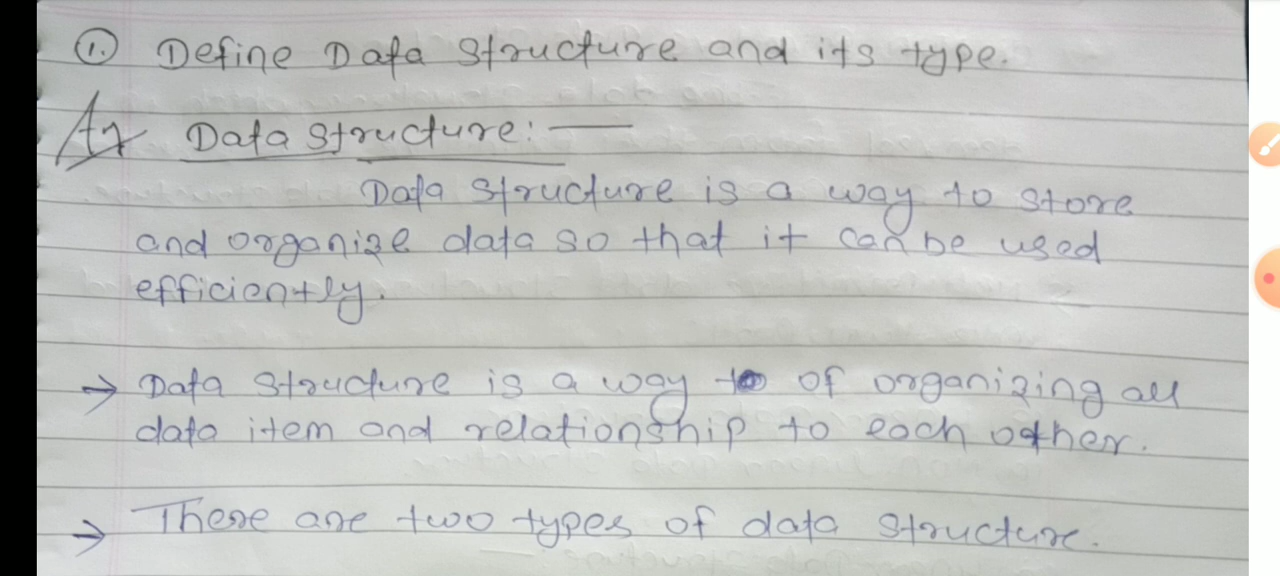 1. Define Data Structure and its type.
Data Structure: —
Data Structure is a way to store
and organize data so that it can be used
efficiently.
→ Data Structure is a way of organizing all
data item and relationship to each other.
→ There are two types of data structure.